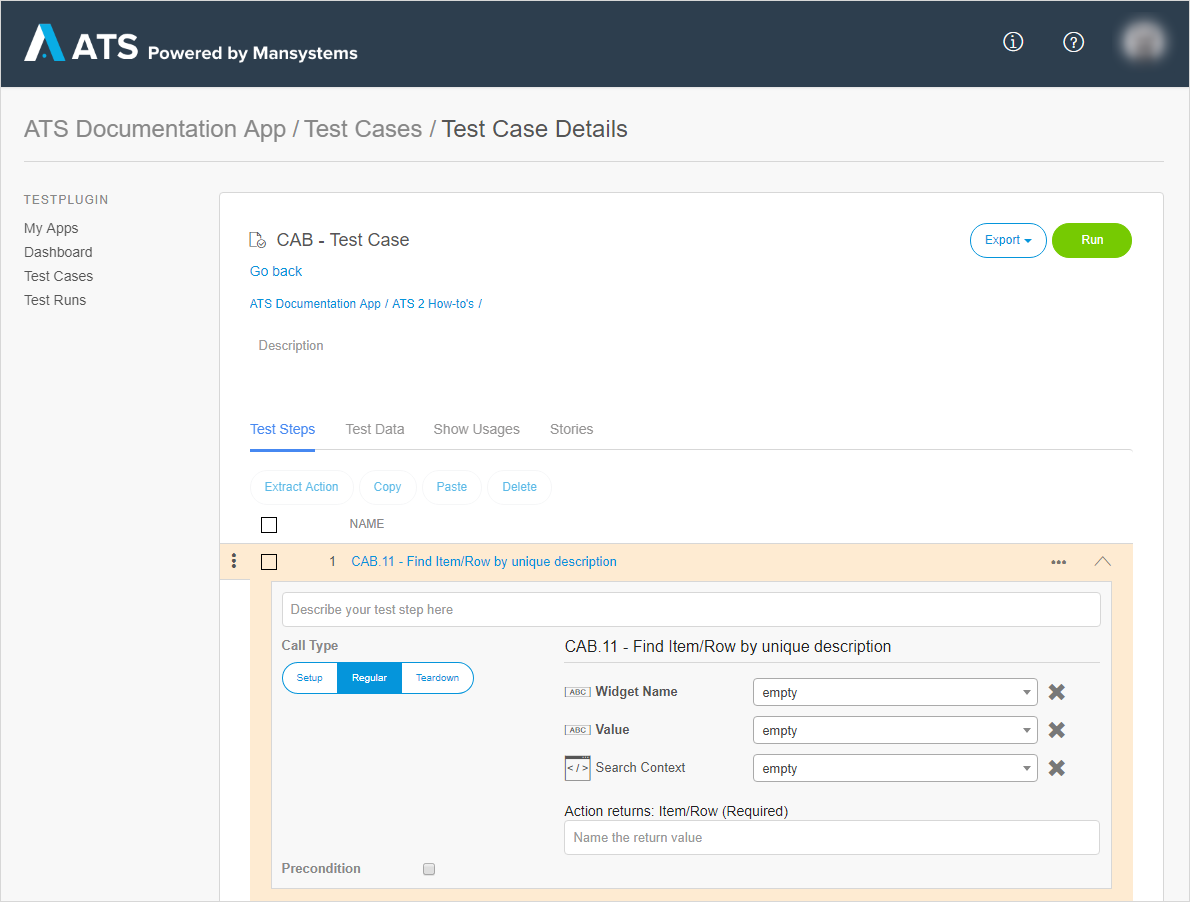 ATS Powered by Mansystems
ATS Documentation App / Test Cases / Test Case Details
TESTPLUGIN
My Apps
Dashboard
Test Cases
Test Runs
CAB - Test Case
Export
Run
Go back
ATS Documentation App / ATS 2 How-to's /
Description
Test Steps Test Data Show Usages Stories
Extract Action Copy Paste Delete
NAME
1 CAB.11 - Find Item/Row by unique description
Describe your test step here
Call Type
Setup Regular Teardown
CAB.11 - Find Item/Row by unique description
ABC Widget Name empty
ABC Value empty
</> Search Context empty
Action returns: Item/Row (Required)
Name the return value
Precondition